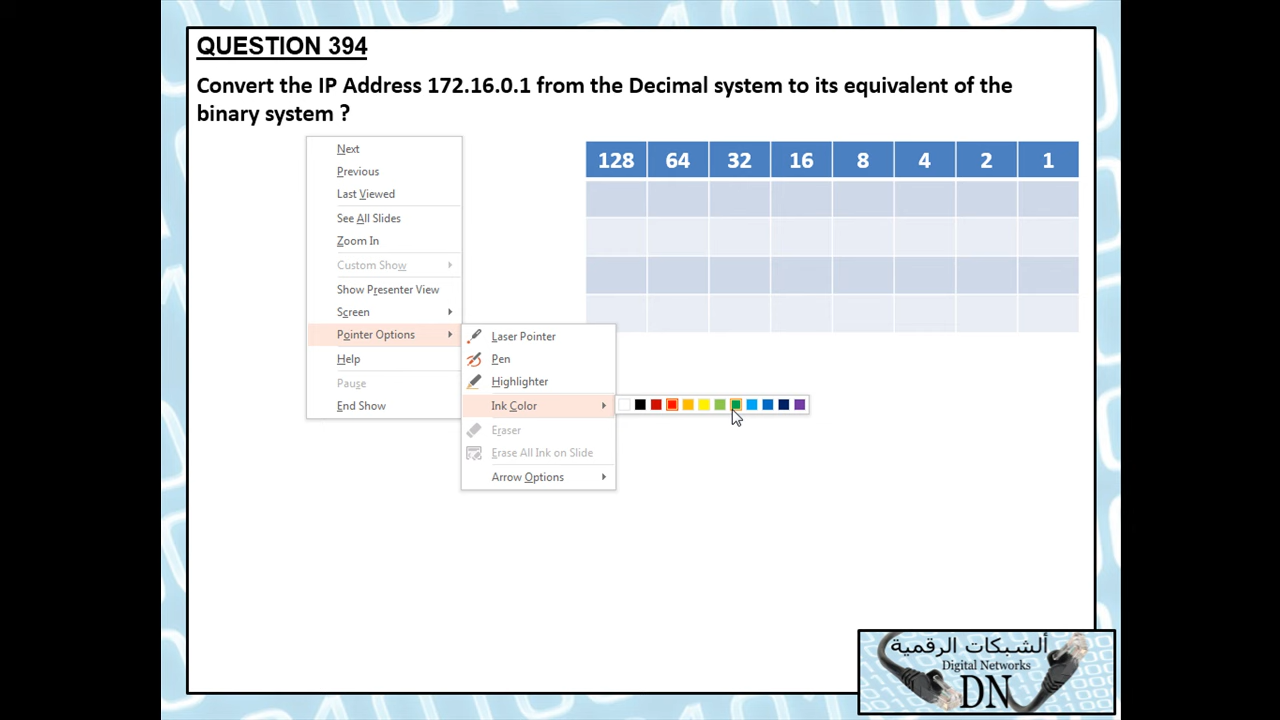 QUESTION 394
Convert the IP Address 172.16.0.1 from the Decimal system to its equivalent of the
binary system ?
128 64 32 16 8 4 2 1
Next
Previous
Last Viewed
See All Slides
Zoom In
Custom Show
Show Presenter View
Screen
Pointer Options
Help
Pause
End Show
Laser Pointer
Pen
Highlighter
Ink Color
Eraser
Erase All Ink on Slide
Arrow Options
ألشبكات الرقمية
Digital Networks
DN